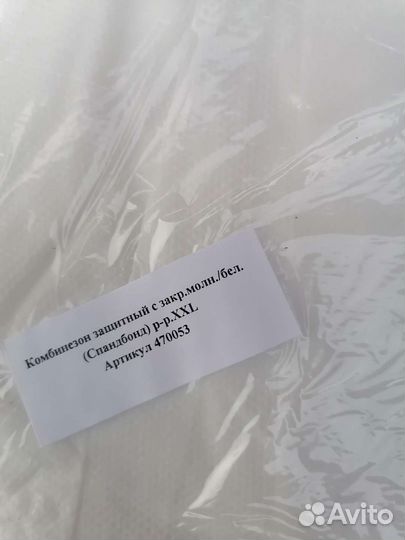 Комбинезон защитный с закр.молн./бел.
(Спандбонд) р-р.XXL
Артикул 470053
Avito